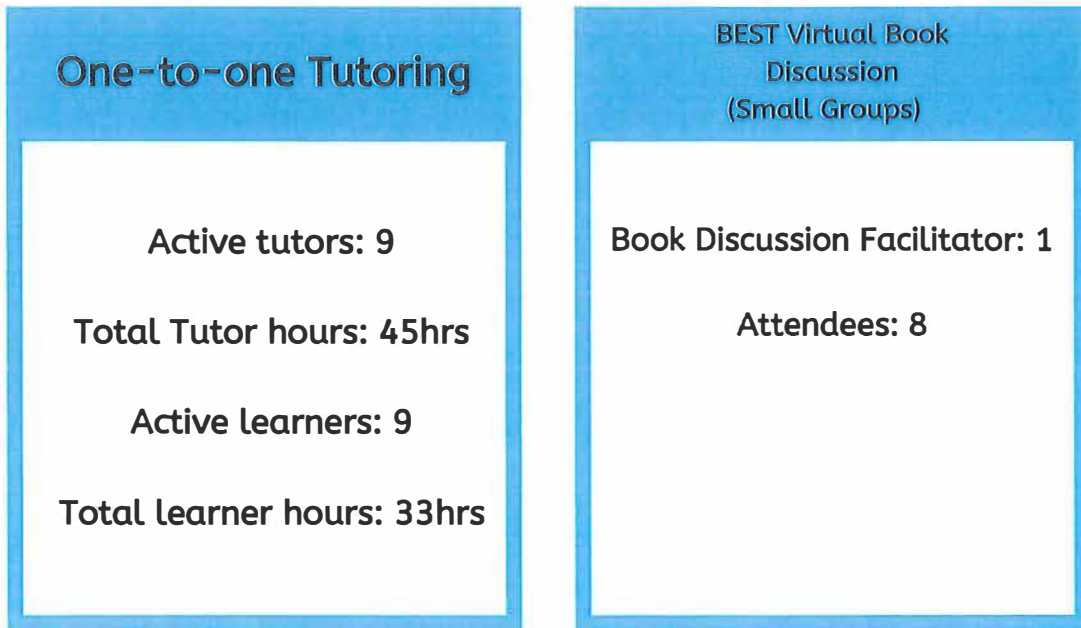 One-to-one Tutoring
Active tutors: 9
Total Tutor hours: 45hrs
Active learners: 9
Total learner hours: 33hrs
BEST Virtual Book
Discussion
(Small Groups)
Book Discussion Facilitator: 1
Attendees: 8